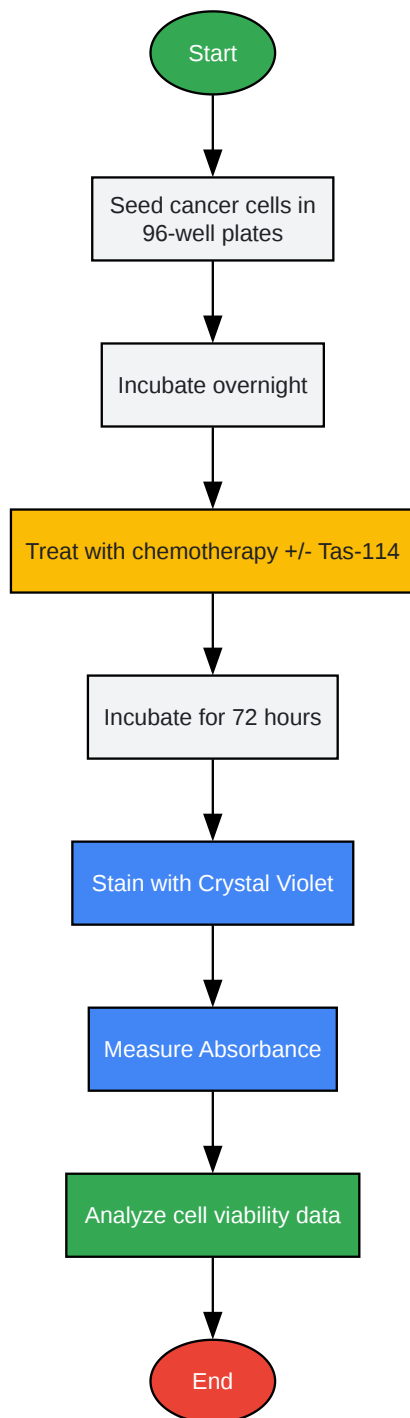 Start
Seed cancer cells in
96-well plates
Incubate overnight
Treat with chemotherapy +/- Tas-114
Incubate for 72 hours
Stain with Crystal Violet
Measure Absorbance
Analyze cell viability data
End